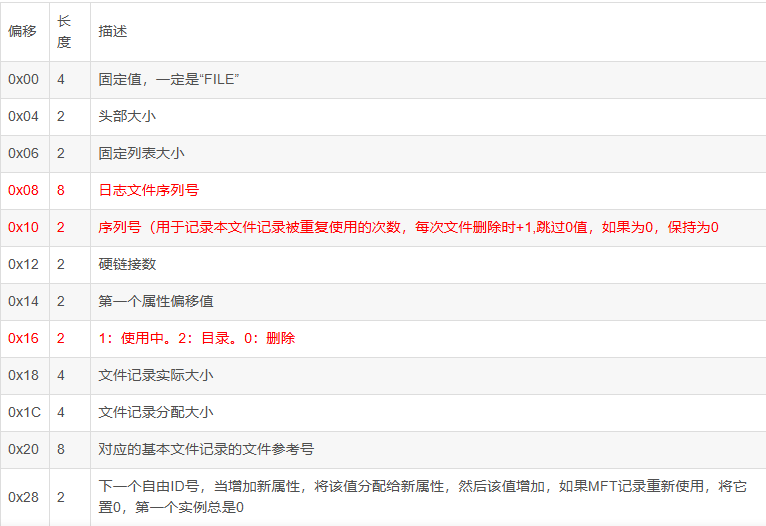 偏移 长度 描述
0x00 4 固定值，一定是“FILE”
0x04 2 头部大小
0x06 2 固定列表大小
0x08 8 日志文件序列号
0x10 2 序列号（用于记录本文件记录被重复使用的次数，每次文件删除时+1,跳过0值，如果为0，保持为0
0x12 2 硬链接数
0x14 2 第一个属性偏移值
0x16 2 1：使用中。2：目录。0：删除
0x18 4 文件记录实际大小
0x1C 4 文件记录分配大小
0x20 8 对应的基本文件记录的文件参考号
0x28 2 下一个自由ID号，当增加新属性，将该值分配给新属性，然后该值增加，如果MFT记录重新使用，将它
置0，第一个实例总是0